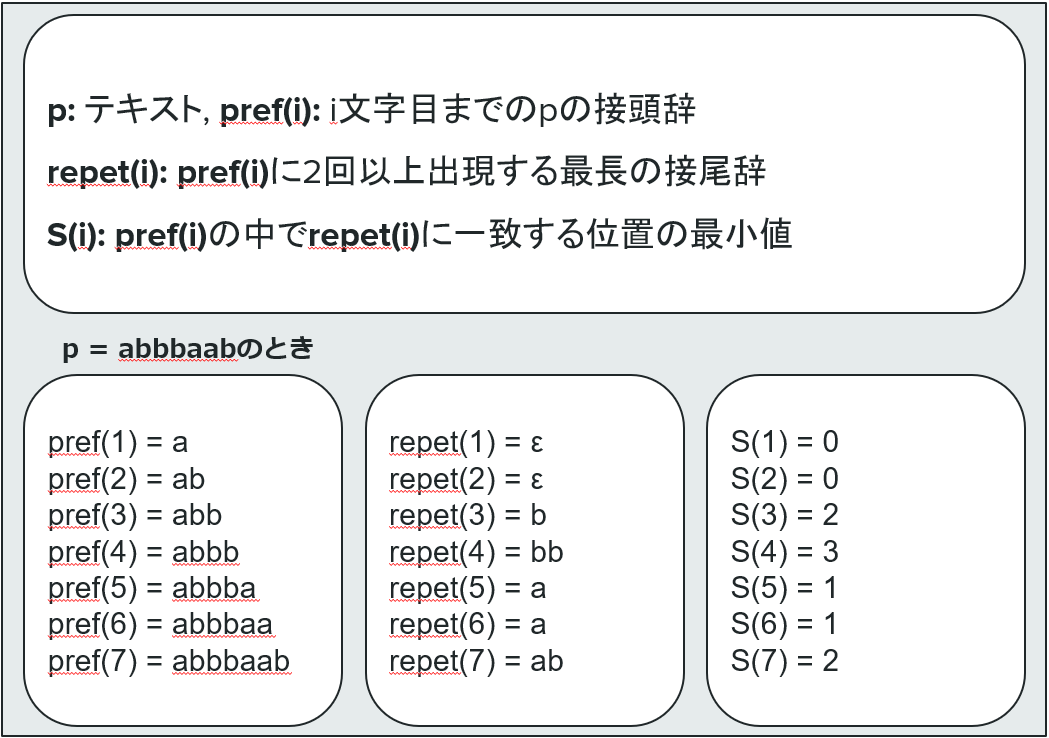 p: テキスト, pref(i): i文字目までのpの接頭辞
repet(i): pref(i)に2回以上出現する最長の接尾辞
S(i): pref(i)の中でrepet(i)に一致する位置の最小値
p = abbbaabのとき
pref(1) = a
pref(2) = ab
pref(3) = abb
pref(4) = abbb
pref(5) = abbba
pref(6) = abbbaa
pref(7) = abbbaab
repet(1) = ε
repet(2) = ε
repet(3) = b
repet(4) = bb
repet(5) = a
repet(6) = a
repet(7) = ab
S(1) = 0
S(2) = 0
S(3) = 2
S(4) = 3
S(5) = 1
S(6) = 1
S(7) = 2